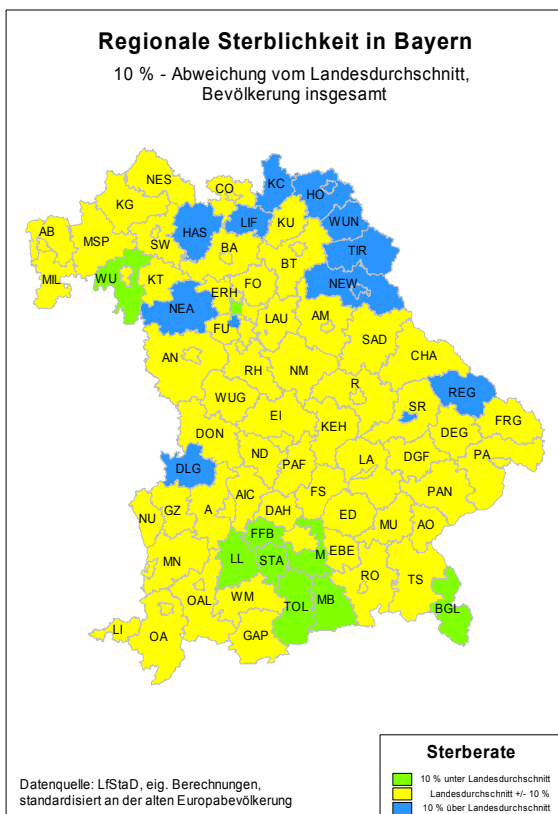 Regionale Sterblichkeit in Bayern
10 % - Abweichung vom Landesdurchschnitt,
Bevölkerung insgesamt
NES
CO
KC
HO
KG
HAS
LIF
KU
WUN
AB
MSP
SW
BA
BT
TIR
MIL
WU
KT
ERH
FO
NEW
NEA
FU
LAU
AM
AN
SAD
CHA
RH
NM
R
WUG
EI
KEH
SR
REG
DON
ND
PAF
LA
DGF
DEG
FRG
PA
DLG
NU
GZ
A
AIC
DAH
FS
ED
MU
AO
PAN
FFB
LL
STA
M
EBE
MN
OAL
WM
TOL
MB
RO
TS
BGL
LI
OA
GAP
Datenquelle: LfStaD, eig. Berechnungen,
standardisiert an der alten Europabevölkerung
Sterberate
10 % unter Landesdurchschnitt
Landesdurchschnitt +/- 10 %
10 % über Landesdurchschnitt